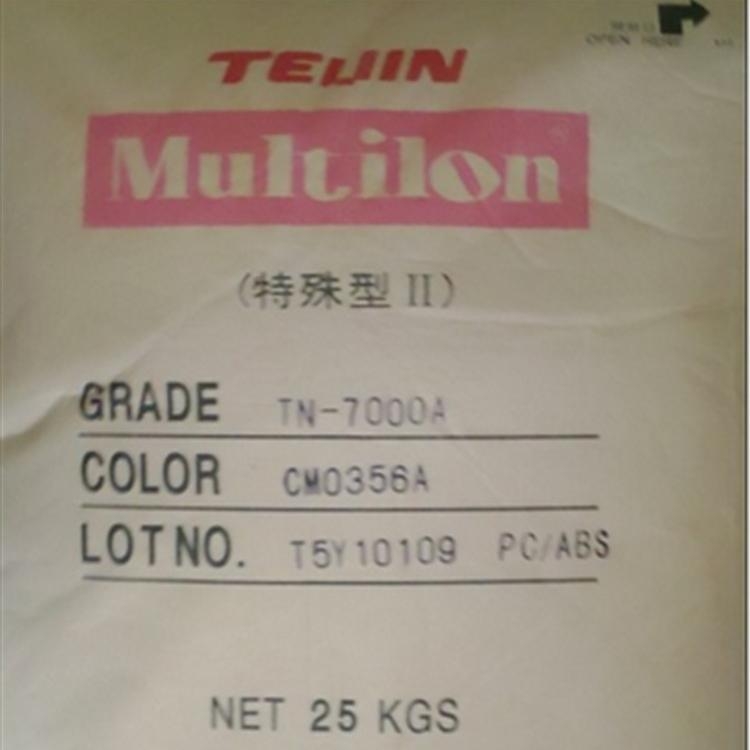 OPEN HERE
TEIJIN
Multilon®
(特殊型 II)
GRADE TN-7000A
COLOR CM0356A
LOT NO. T5Y10109 PC/ABS
NET 25 KGS